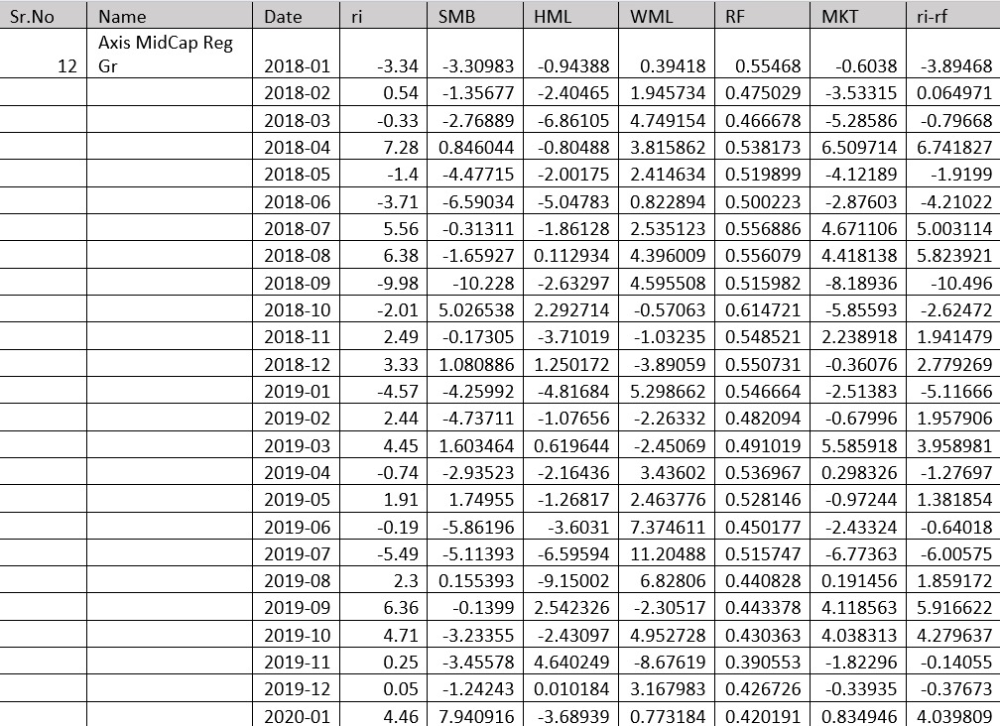 Sr.No Name Date ri SMB HML WML RF MKT ri-rf
Axis MidCap Reg
12 Gr 2018-01 -3.34 -3.30983 -0.94388 0.39418 0.55468 -0.6038 -3.89468
2018-02 0.54 -1.35677 -2.40465 1.945734 0.475029 -3.53315 0.064971
2018-03 -0.33 -2.76889 -6.86105 4.749154 0.466678 -5.28586 -0.79668
2018-04 7.28 0.846044 -0.80488 3.815862 0.538173 6.509714 6.741827
2018-05 -1.4 -4.47715 -2.00175 2.414634 0.519899 -4.12189 -1.9199
2018-06 -3.71 -6.59034 -5.04783 0.822894 0.500223 -2.87603 -4.21022
2018-07 5.56 -0.31311 -1.86128 2.535123 0.556886 4.671106 5.003114
2018-08 6.38 -1.65927 0.112934 4.396009 0.556079 4.418138 5.823921
2018-09 -9.98 -10.228 -2.63297 4.595508 0.515982 -8.18936 -10.496
2018-10 -2.01 5.026538 2.292714 -0.57063 0.614721 -5.85593 -2.62472
2018-11 2.49 -0.17305 -3.71019 -1.03235 0.548521 2.238918 1.941479
2018-12 3.33 1.080886 1.250172 -3.89059 0.550731 -0.36076 2.779269
2019-01 -4.57 -4.25992 -4.81684 5.298662 0.546664 -2.51383 -5.11666
2019-02 2.44 -4.73711 -1.07656 -2.26332 0.482094 -0.67996 1.957906
2019-03 4.45 1.603464 0.619644 -2.45069 0.491019 5.585918 3.958981
2019-04 -0.74 -2.93523 -2.16436 3.43602 0.536967 0.298326 -1.27697
2019-05 1.91 1.74955 -1.26817 2.463776 0.528146 -0.97244 1.381854
2019-06 -0.19 -5.86196 -3.6031 7.374611 0.450177 -2.43324 -0.64018
2019-07 -5.49 -5.11393 -6.59594 11.20488 0.515747 -6.77363 -6.00575
2019-08 2.3 0.155393 -9.15002 6.82806 0.440828 0.191456 1.859172
2019-09 6.36 -0.1399 2.542326 -2.30517 0.443378 4.118563 5.916622
2019-10 4.71 -3.23355 -2.43097 4.952728 0.430363 4.038313 4.279637
2019-11 0.25 -3.45578 4.640249 -8.67619 0.390553 -1.82296 -0.14055
2019-12 0.05 -1.24243 0.010184 3.167983 0.426726 -0.33935 -0.37673
2020-01 4.46 7.940916 -3.68939 0.773184 0.420191 0.834946 4.039809